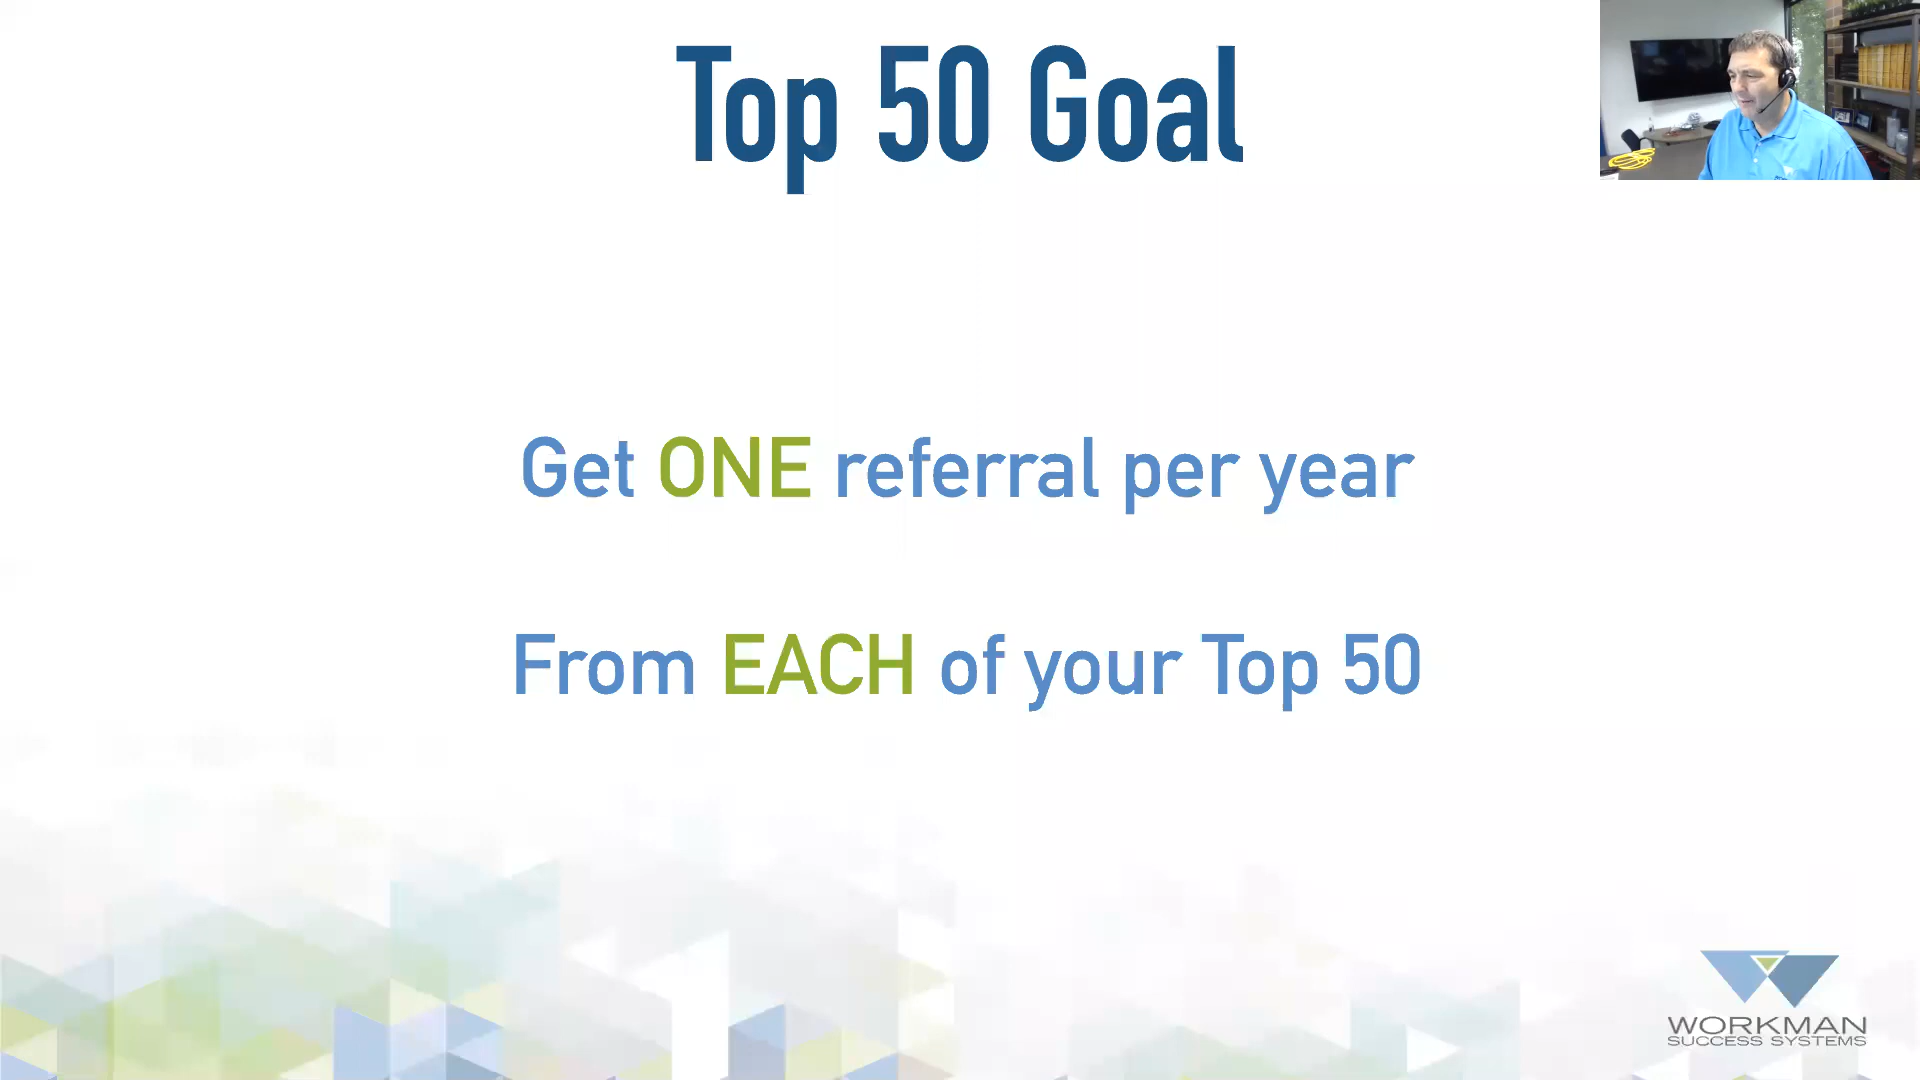 Top 50 Goal
Get ONE referral per year
From EACH of your Top 50
WORKMAN
SUCCESS SYSTEMS